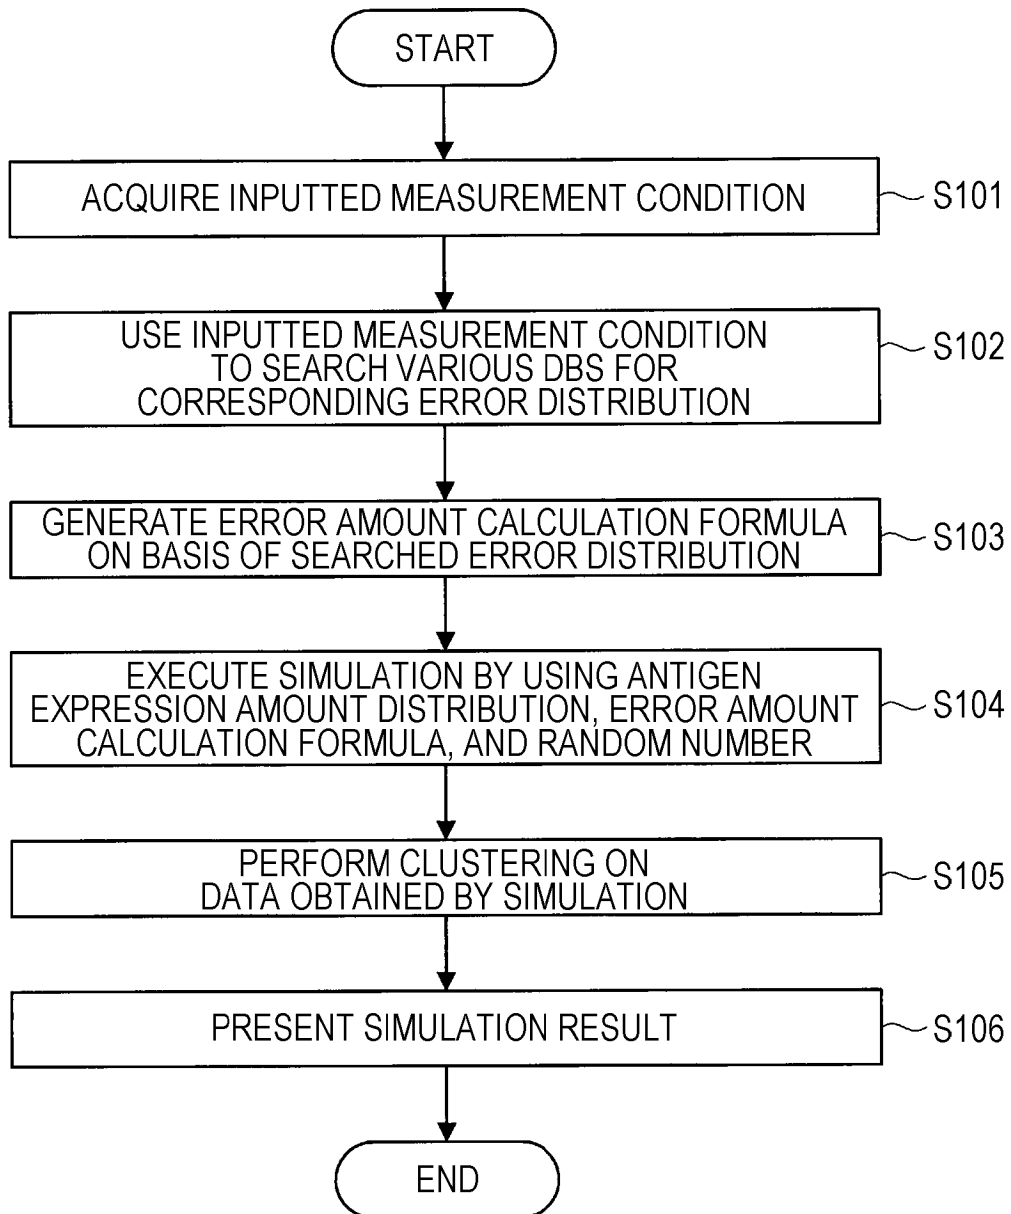 START
ACQUIRE INPUTTED MEASUREMENT CONDITION
S101
USE INPUTTED MEASUREMENT CONDITION
TO SEARCH VARIOUS DBS FOR
CORRESPONDING ERROR DISTRIBUTION
S102
GENERATE ERROR AMOUNT CALCULATION FORMULA
ON BASIS OF SEARCHED ERROR DISTRIBUTION
S103
EXECUTE SIMULATION BY USING ANTIGEN
EXPRESSION AMOUNT DISTRIBUTION, ERROR AMOUNT
CALCULATION FORMULA, AND RANDOM NUMBER
S104
PERFORM CLUSTERING ON
DATA OBTAINED BY SIMULATION
S105
PRESENT SIMULATION RESULT
S106
END